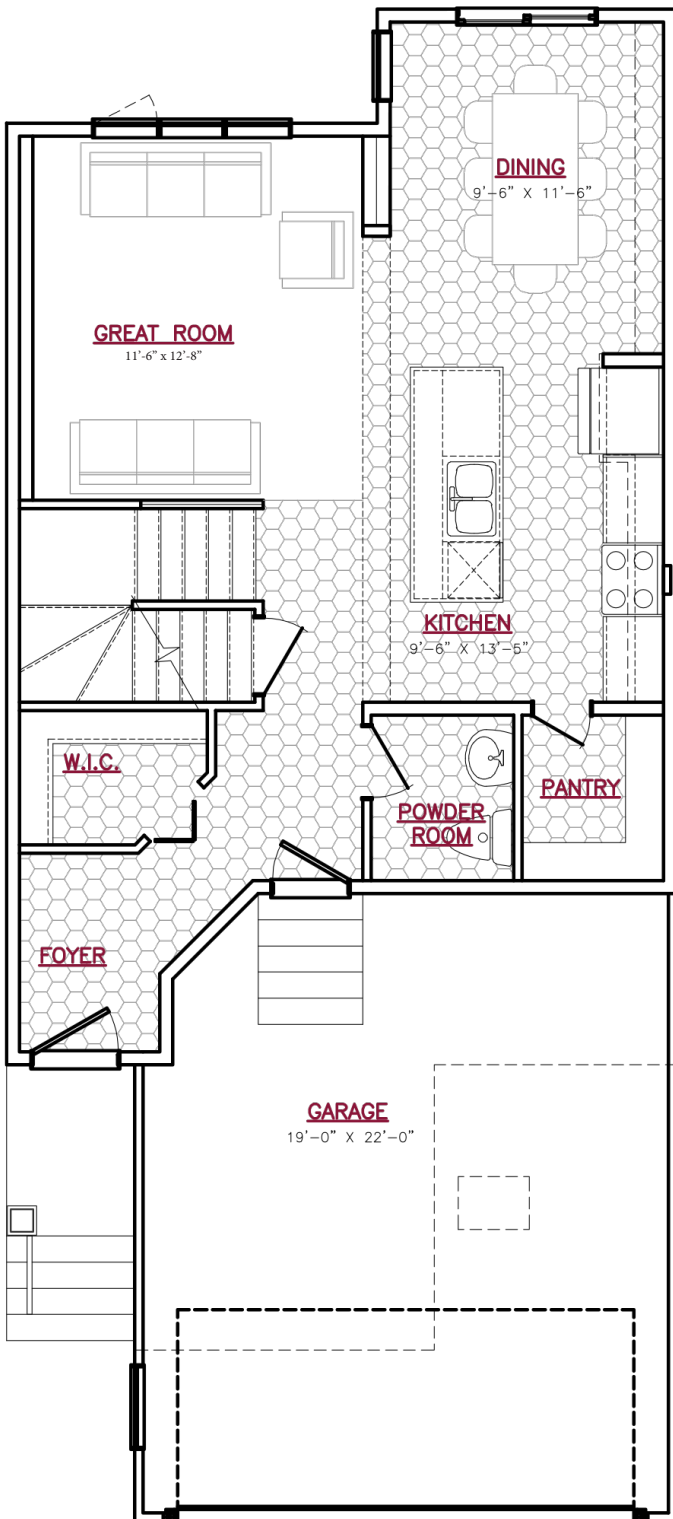 DINING
9'-6" X 11'-6"
GREAT ROOM
11'-6" x 12'-8"
KITCHEN
9'-6" X 13'-5"
W.I.C.
PANTRY
POWDER
ROOM
FOYER
GARAGE
19'-0" X 22'-0"